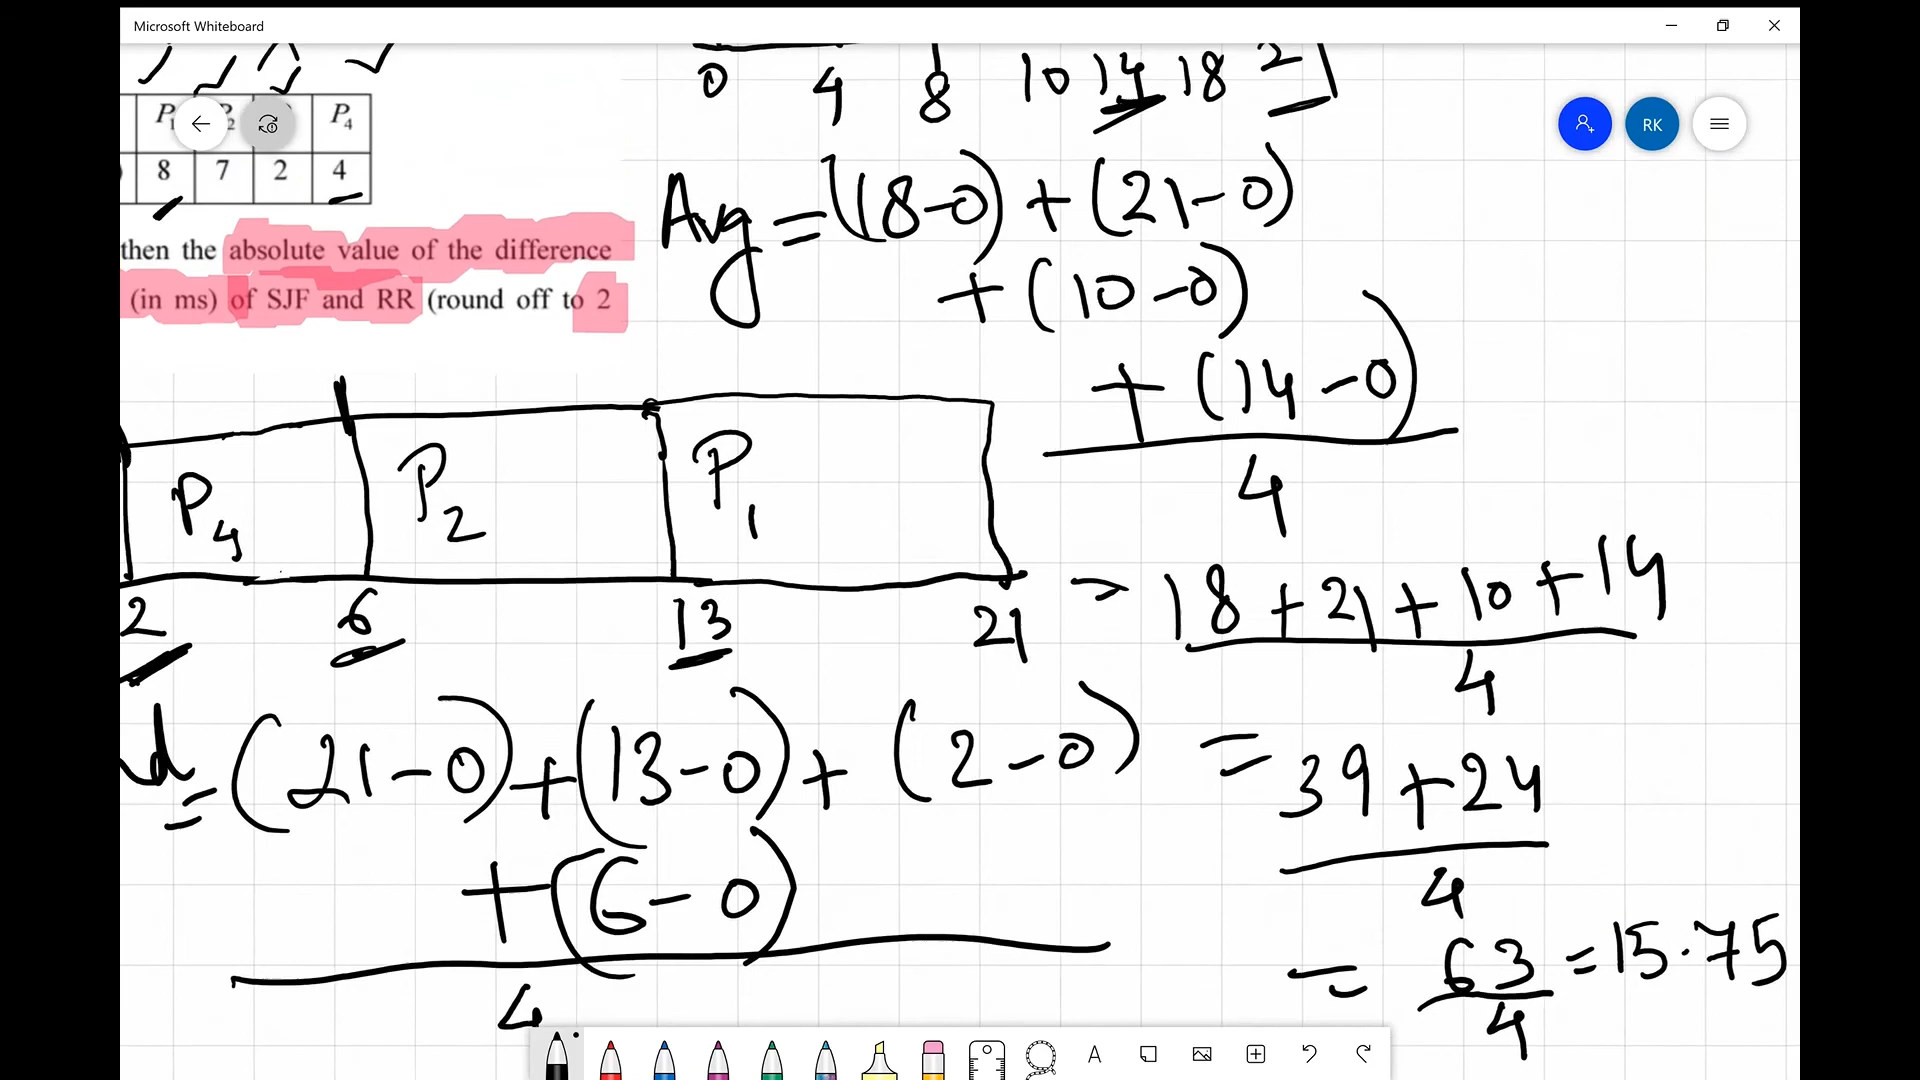 Microsoft Whiteboard
0 4 8 10 14 18 21
P1 P4
8 7 2 4
then the absolute value of the difference
(in ms) of SJF and RR (round off to 2
RK
Avg = (18-0) + (21-0)
+ (10-0)
+ (14-0)
4
P4 P2 P1
2 6 13 21
⇒ 18 + 21 + 10 + 14
4
= (21-0) + (13-0) + (2-0)
+ (6-0)
4
= 39 + 24
4
= 63 = 15.75
4
A